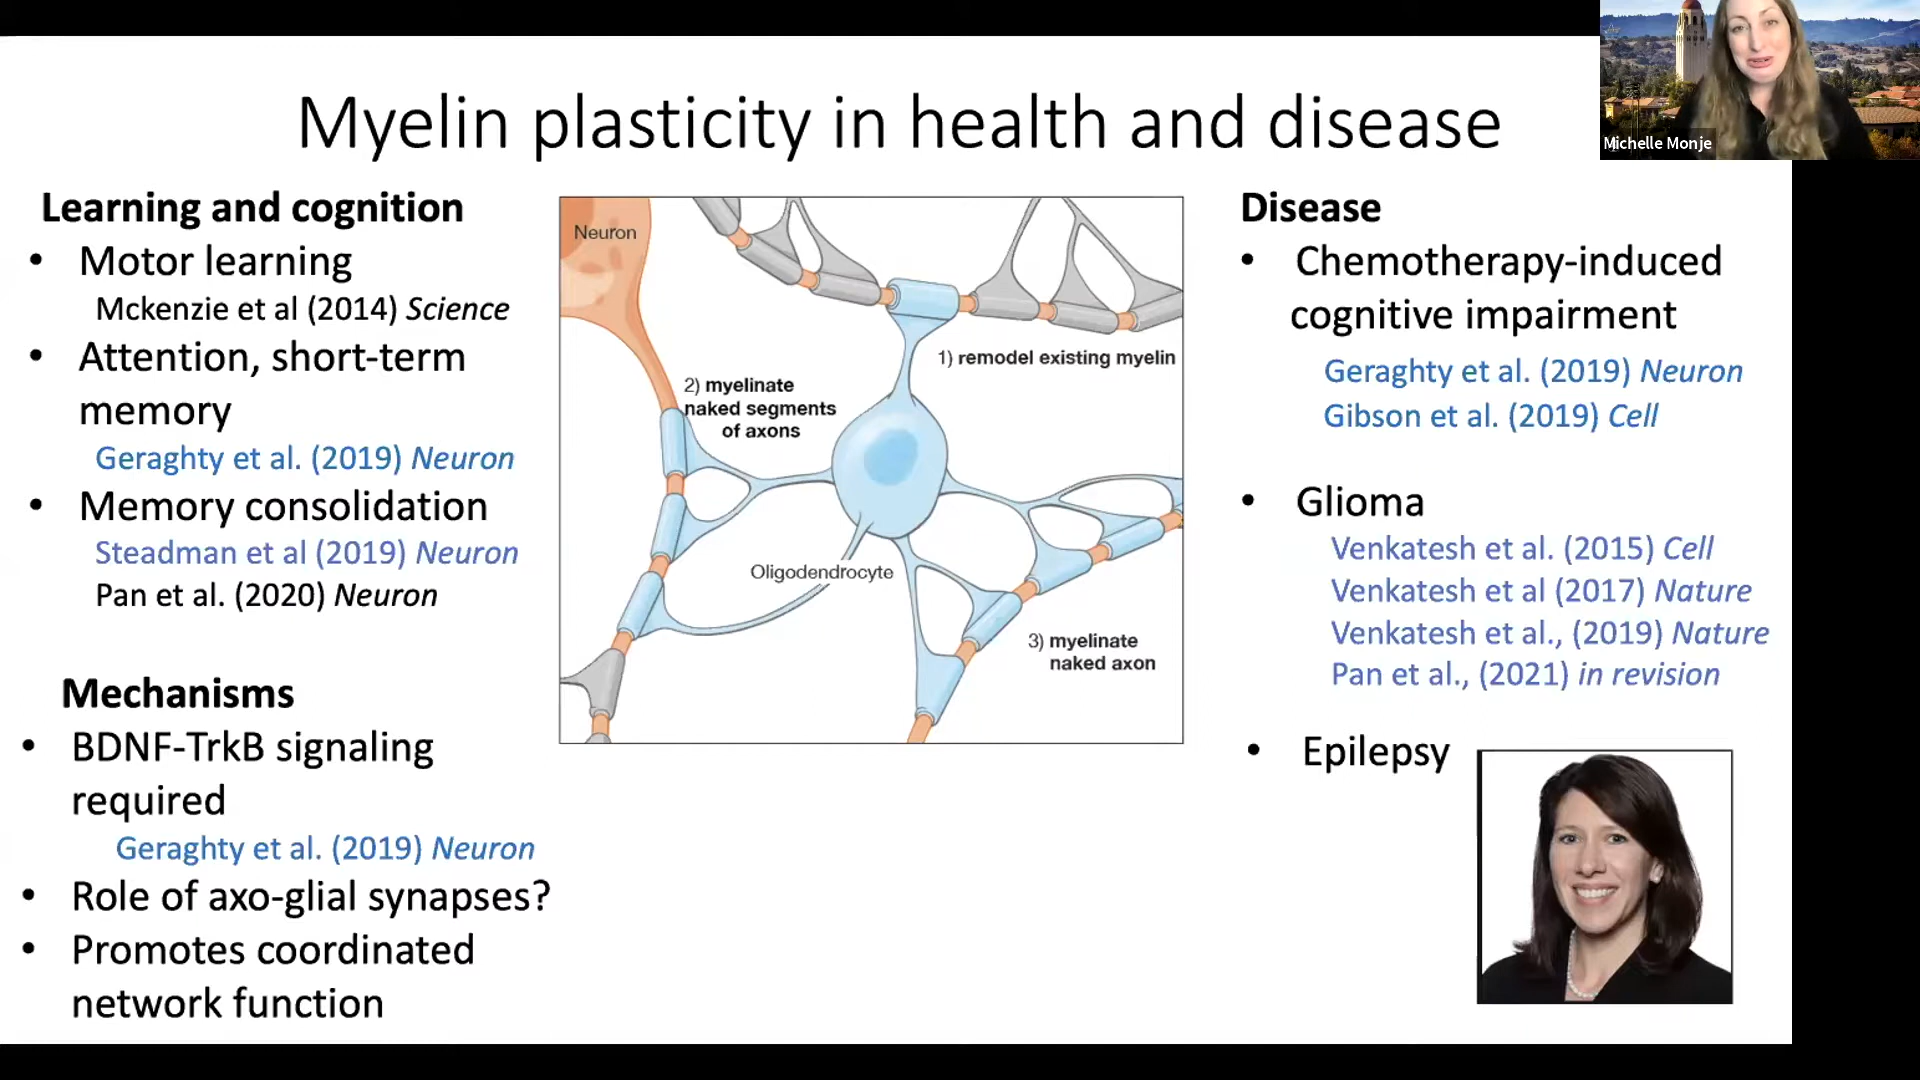 Myelin plasticity in health and disease
Michelle Monje
Learning and cognition
• Motor learning
Mckenzie et al (2014) Science
• Attention, short-term
memory
Geraghty et al. (2019) Neuron
• Memory consolidation
Steadman et al (2019) Neuron
Pan et al. (2020) Neuron
Mechanisms
• BDNF-TrkB signaling
required
Geraghty et al. (2019) Neuron
• Role of axo-glial synapses?
• Promotes coordinated
network function
Neuron
1) remodel existing myelin
2) myelinate
naked segments
of axons
Oligodendrocyte
3) myelinate
naked axon
Disease
• Chemotherapy-induced
cognitive impairment
Geraghty et al. (2019) Neuron
Gibson et al. (2019) Cell
• Glioma
Venkatesh et al. (2015) Cell
Venkatesh et al (2017) Nature
Venkatesh et al., (2019) Nature
Pan et al., (2021) in revision
• Epilepsy